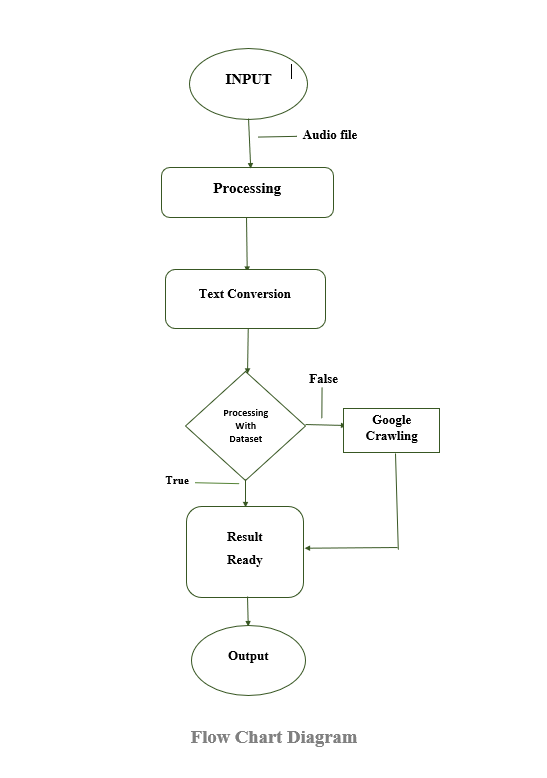 INPUT
Audio file
Processing
Text Conversion
False
Processing
With
Dataset
Google
Crawling
True
Result
Ready
Output
Flow Chart Diagram